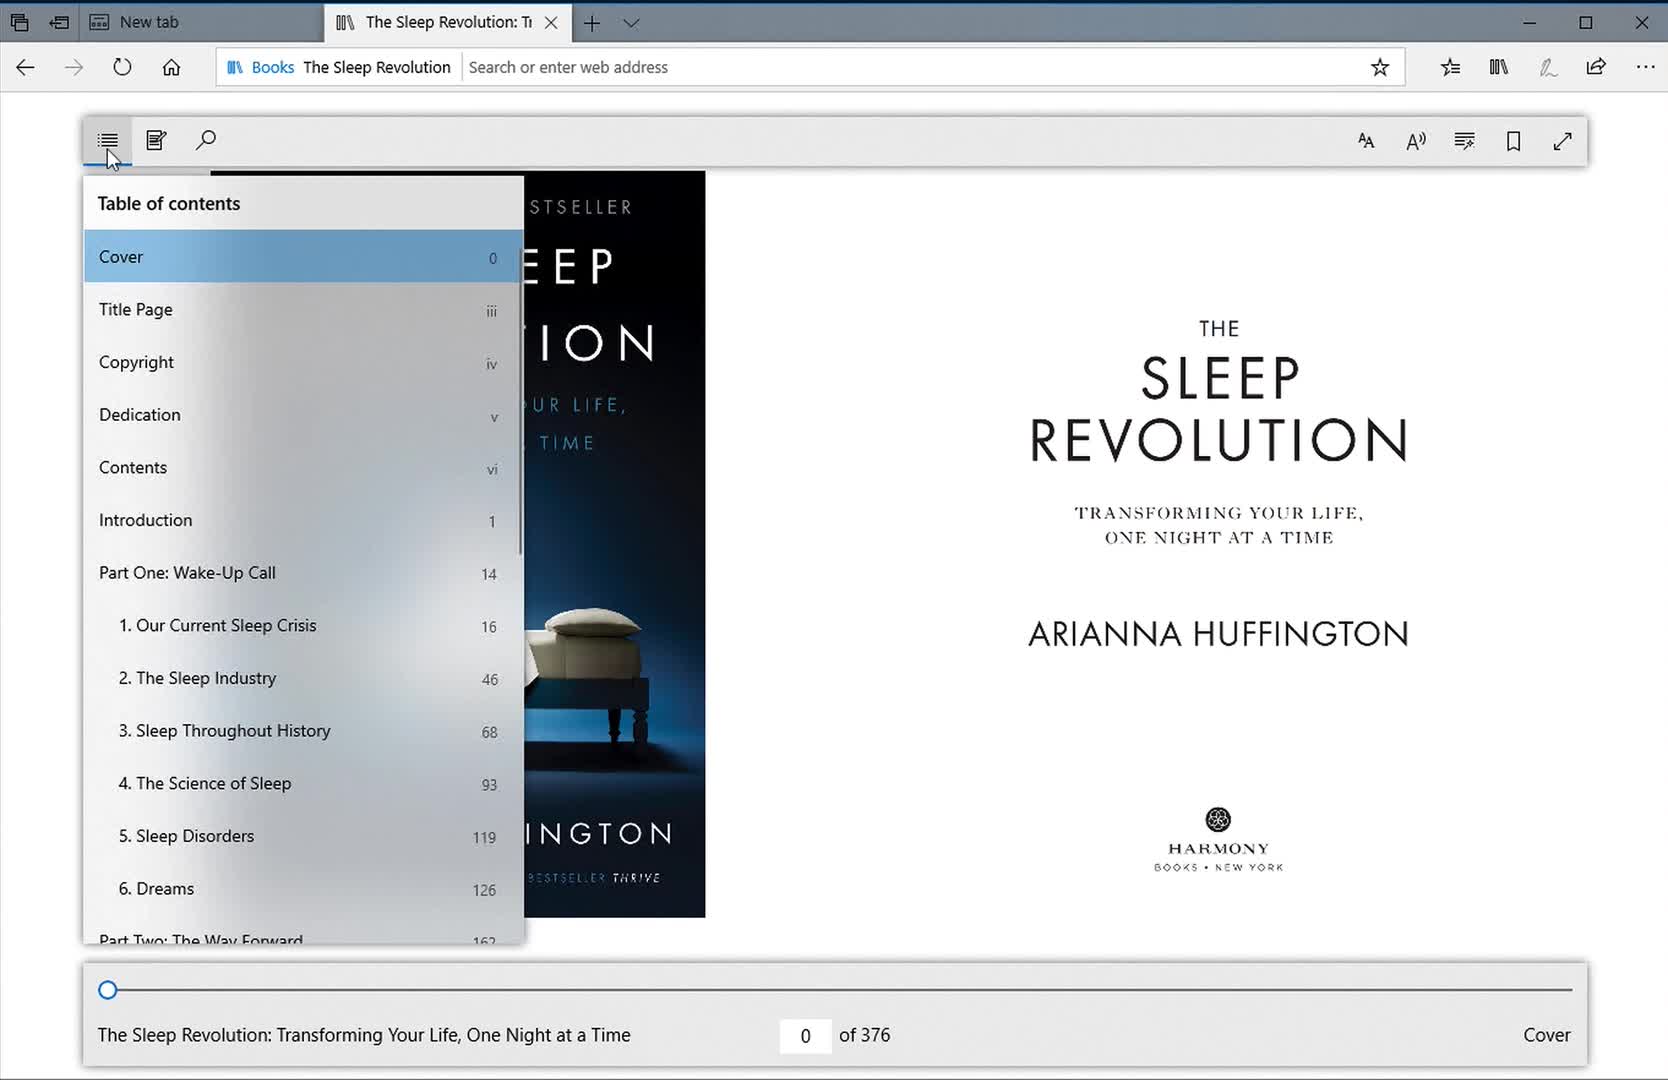 New tab
The Sleep Revolution: Tr
Books The Sleep Revolution Search or enter web address
Table of contents
Cover 0
Title Page iii
Copyright iv
Dedication v
Contents vi
Introduction 1
Part One: Wake-Up Call 14
1. Our Current Sleep Crisis 16
2. The Sleep Industry 46
3. Sleep Throughout History 68
4. The Science of Sleep 93
5. Sleep Disorders 119
6. Dreams 126
Part Two: The Way Forward 162
STSELLER
EEP
TION
OUR LIFE,
TIME
INGTON
BESTSELLER THRIVE
THE
SLEEP
REVOLUTION
TRANSFORMING YOUR LIFE,
ONE NIGHT AT A TIME
ARIANNA HUFFINGTON
HARMONY
BOOKS • NEW YORK
The Sleep Revolution: Transforming Your Life, One Night at a Time 0 of 376 Cover